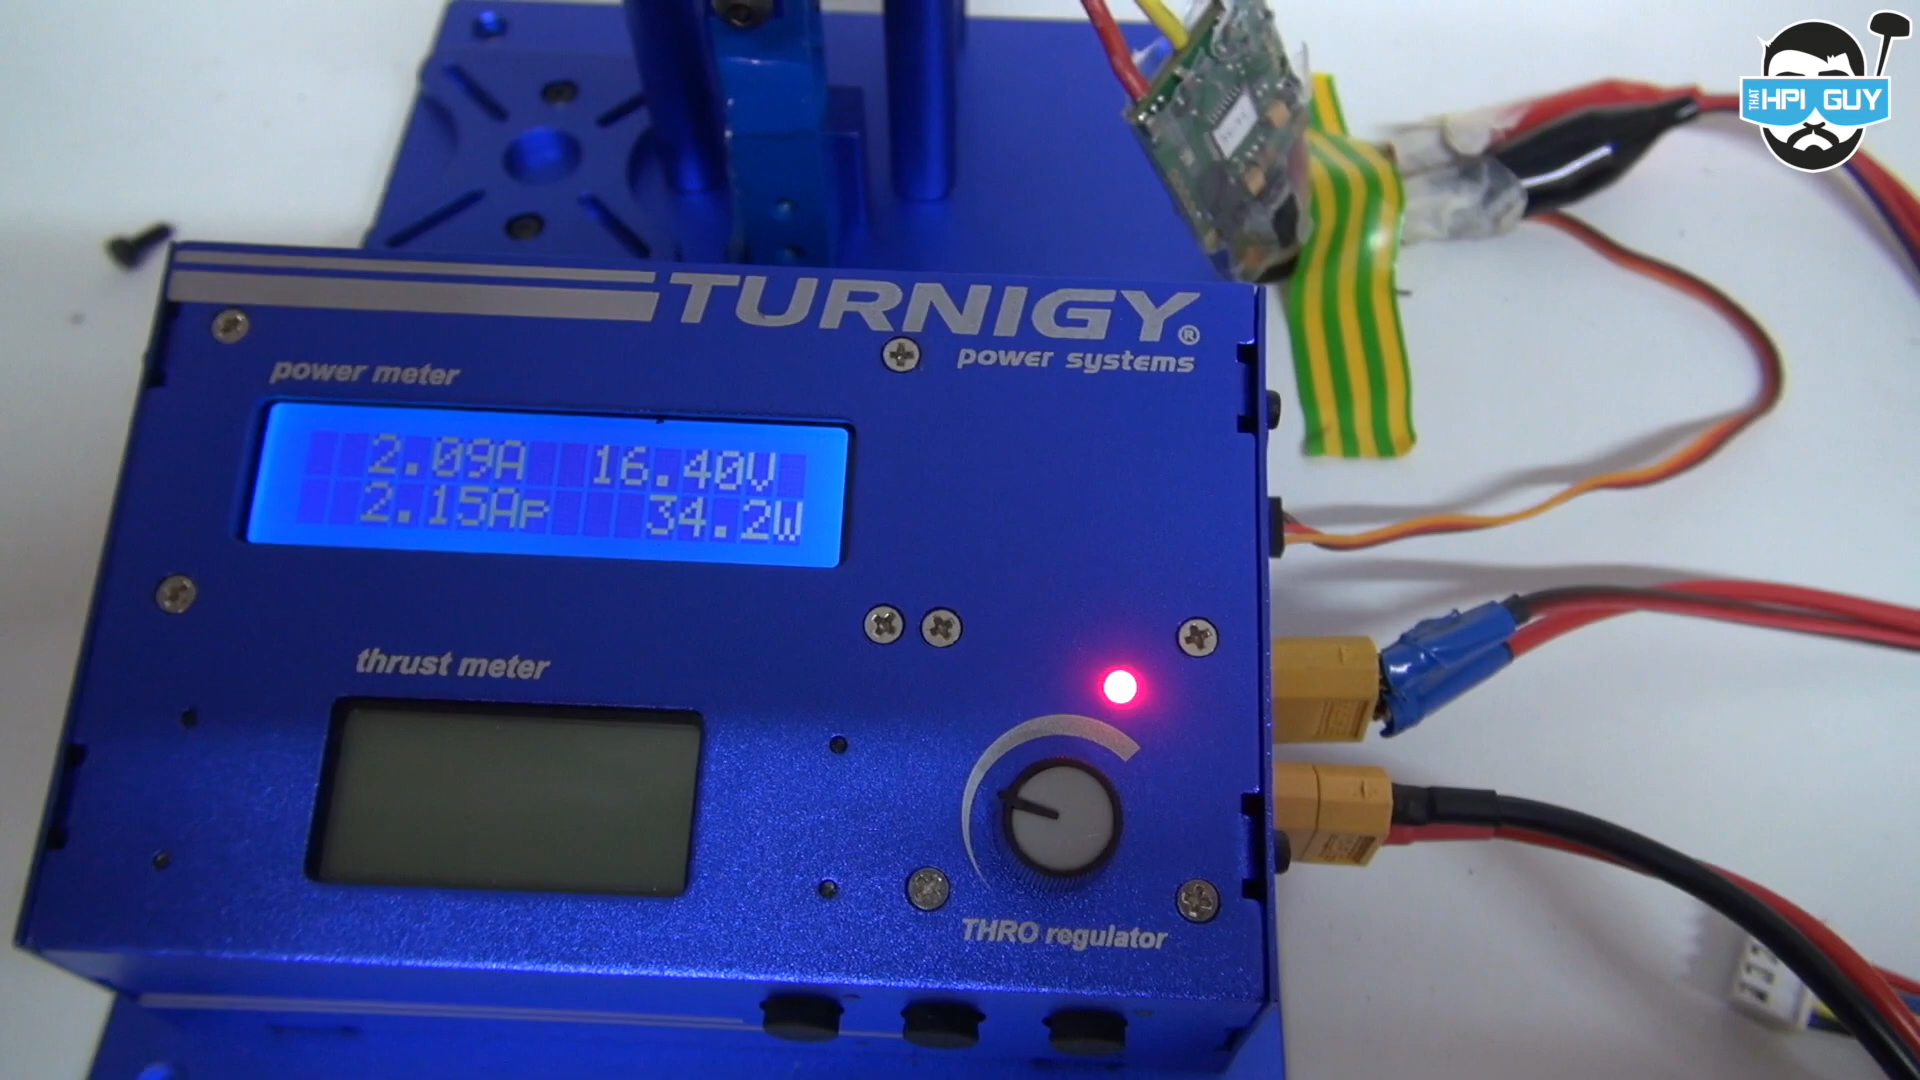 THAT HPI GUY
TURNIGY®
power systems
power meter
2.09A 16.40V
2.15Ap 34.2W
thrust meter
THRO regulator